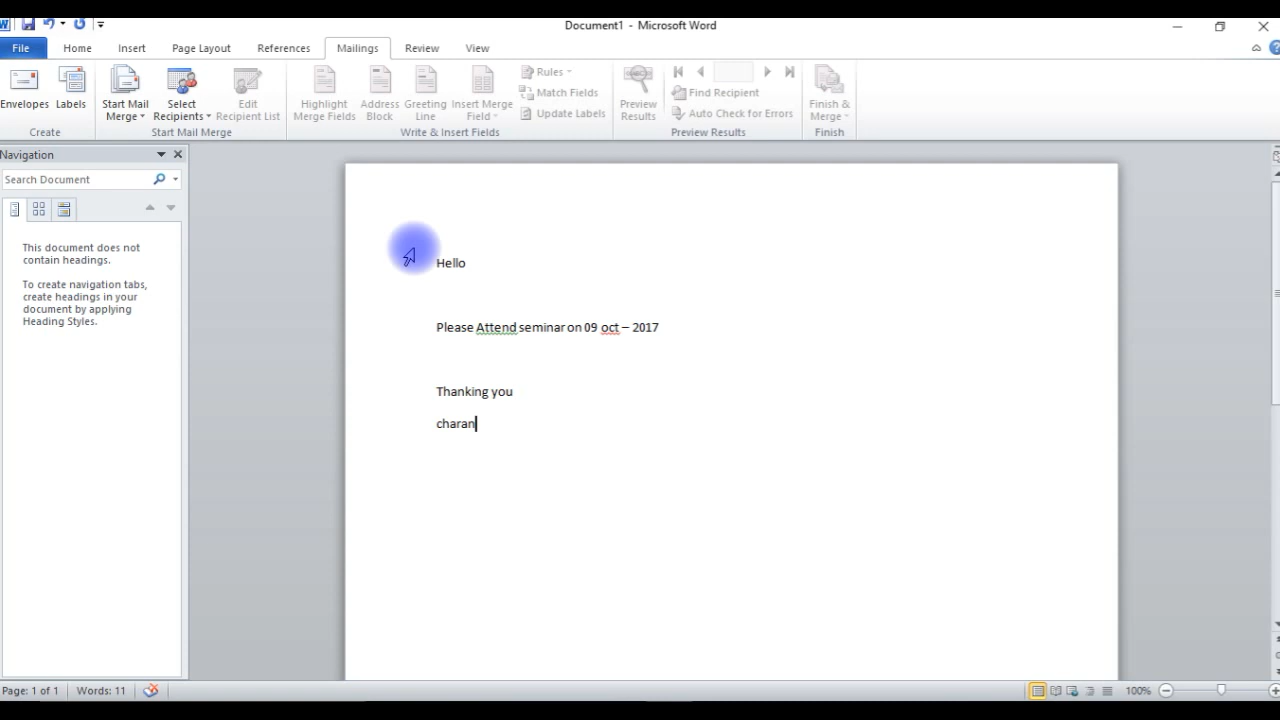 Document1 - Microsoft Word
File Home Insert Page Layout References Mailings Review View
Envelopes Labels
Create
Start Mail Merge
Select Recipients
Edit Recipient List
Start Mail Merge
Highlight Merge Fields
Address Block
Greeting Line
Insert Merge Field
Rules
Match Fields
Update Labels
Write & Insert Fields
Preview Results
Find Recipient
Auto Check for Errors
Preview Results
Finish & Merge
Finish
Navigation
Search Document
This document does not
contain headings.
To create navigation tabs,
create headings in your
document by applying
Heading Styles.
Hello
Please Attend seminar on 09 oct – 2017
Thanking you
charan
Page: 1 of 1 Words: 11 100%